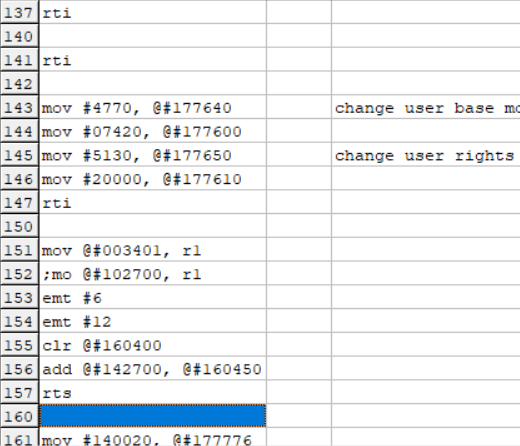 137 rti
140
141 rti
142
143 mov #4770, @#177640 change user base mo
144 mov #07420, @#177600
145 mov #5130, @#177650 change user rights
146 mov #20000, @#177610
147 rti
150
151 mov @#003401, r1
152 ;mo @#102700, r1
153 emt #6
154 emt #12
155 clr @#160400
156 add @#142700, @#160450
157 rts
160
161 mov #140020, @#177776